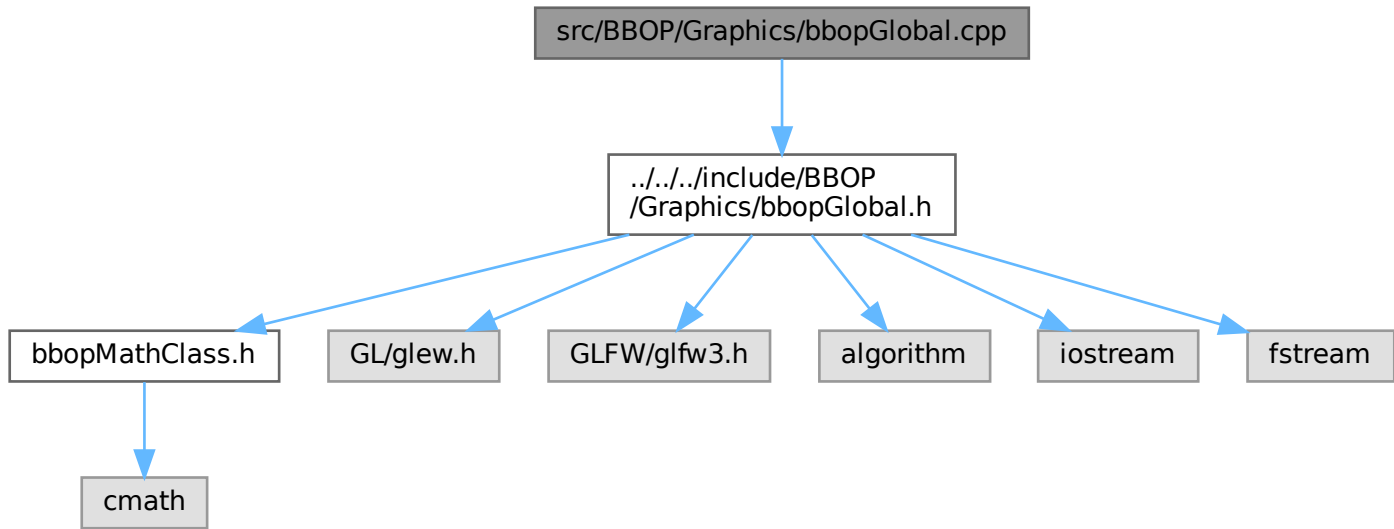 src/BBOP/Graphics/bbopGlobal.cpp
../../../include/BBOP
/Graphics/bbopGlobal.h
bbopMathClass.h
GL/glew.h
GLFW/glfw3.h
algorithm
iostream
fstream
cmath